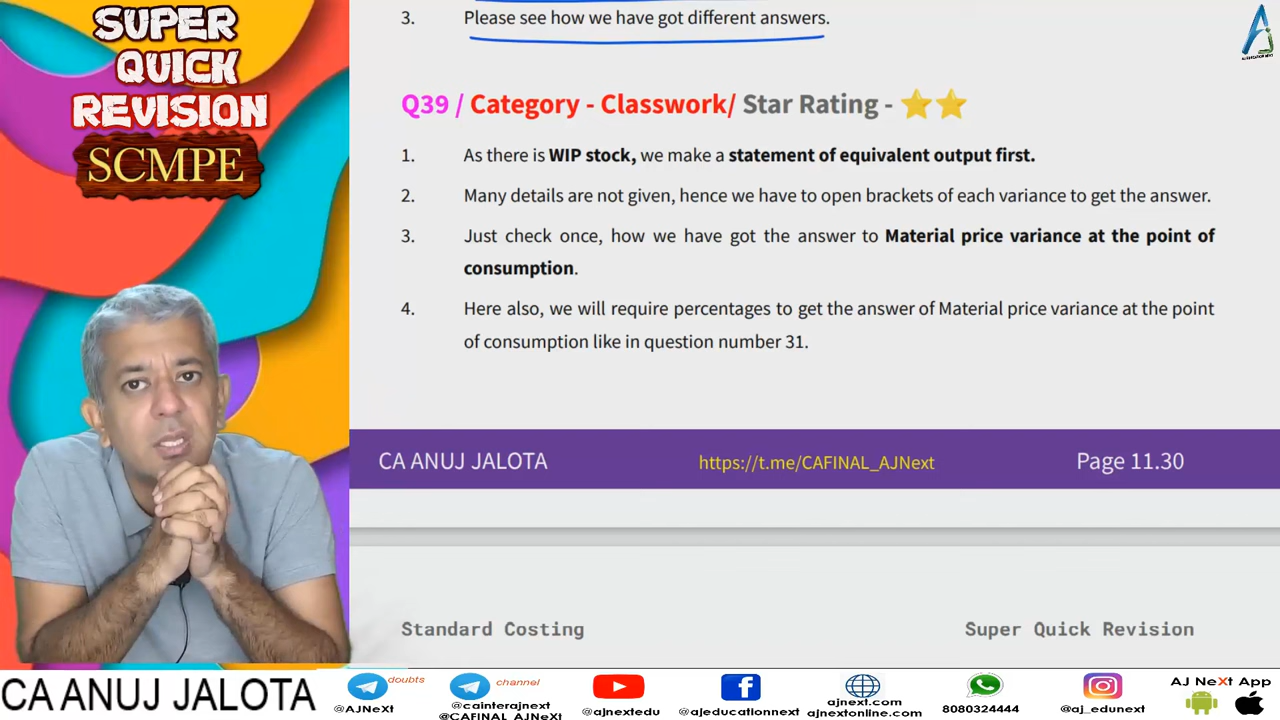 SUPER
QUICK
REVISION
SCMPE
3. Please see how we have got different answers.
Q39 / Category - Classwork/ Star Rating - ⭐⭐
1. As there is WIP stock, we make a statement of equivalent output first.
2. Many details are not given, hence we have to open brackets of each variance to get the answer.
3. Just check once, how we have got the answer to Material price variance at the point of
consumption.
4. Here also, we will require percentages to get the answer of Material price variance at the point
of consumption like in question number 31.
CA ANUJ JALOTA https://t.me/CAFINAL_AJNext Page 11.30
Standard Costing Super Quick Revision
CA ANUJ JALOTA
doubts
@AJNeXt
channel
@cainterajnext
@CAFINAL_AJNeXt
@ajnextedu
@ajeducationnext
ajnext.com
ajnextonline.com
8080324444
@aj_edunext
AJ NeXt App